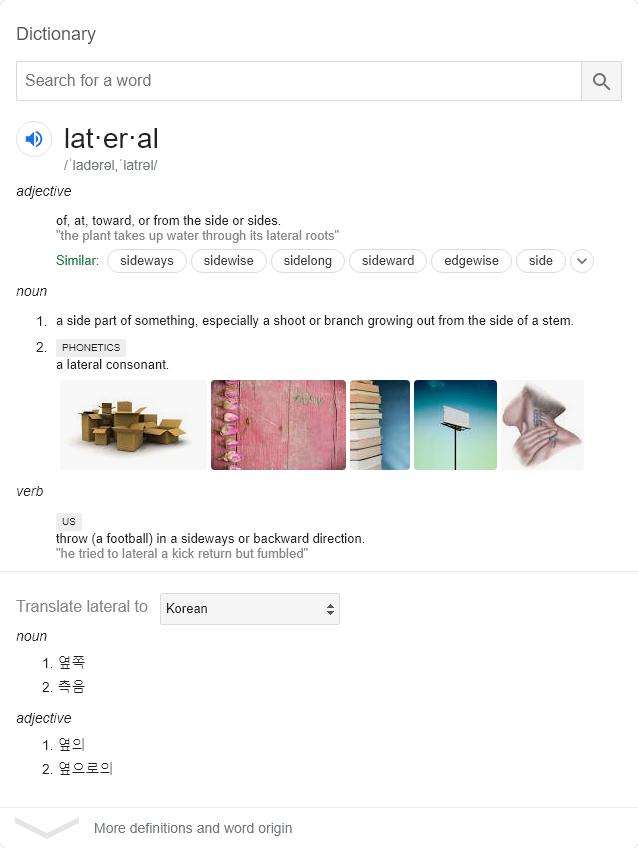 Dictionary
Search for a word
lat·er·al
/ˈladərəl,ˈlatrəl/
adjective
of, at, toward, or from the side or sides.
"the plant takes up water through its lateral roots"
Similar: sideways sidewise sidelong sideward edgewise side
noun
1. a side part of something, especially a shoot or branch growing out from the side of a stem.
2. PHONETICS
a lateral consonant.
verb
US
throw (a football) in a sideways or backward direction.
"he tried to lateral a kick return but fumbled"
Translate lateral to Korean
noun
1. 옆쪽
2. 측음
adjective
1. 옆의
2. 옆으로의
More definitions and word origin